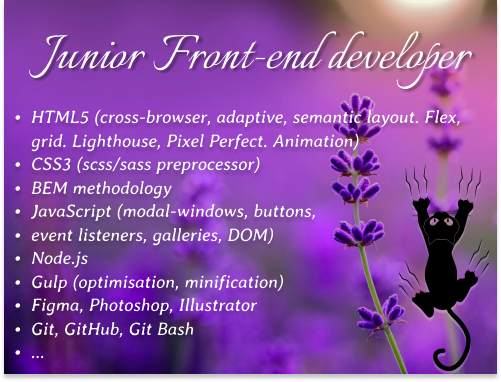 Junior Front-end developer
• HTML5 (cross-browser, adaptive, semantic layout. Flex,
grid. Lighthouse, Pixel Perfect. Animation)
• CSS3 (scss/sass preprocessor)
• BEM methodology
• JavaScript (modal-windows, buttons,
• event listeners, galleries, DOM)
• Node.js
• Gulp (optimisation, minification)
• Figma, Photoshop, Illustrator
• Git, GitHub, Git Bash
• ...